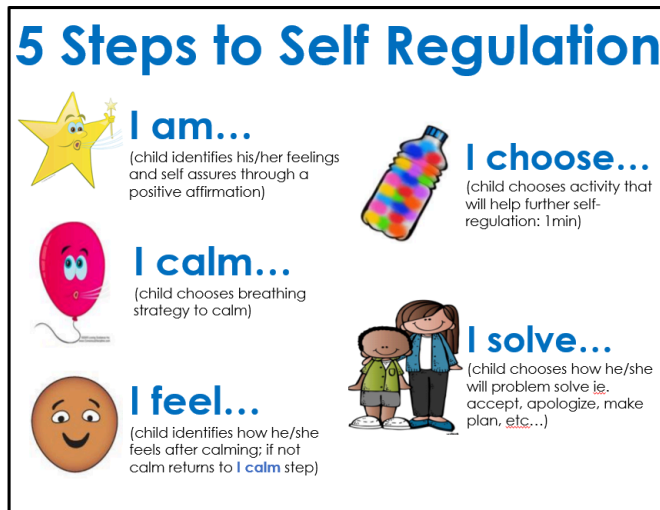 5 Steps to Self Regulation
I am...
(child identifies his/her feelings
and self assures through a
positive affirmation)
I calm...
(child chooses breathing
strategy to calm)
I feel...
(child identifies how he/she
feels after calming; if not
calm returns to I calm step)
I choose...
(child chooses activity that
will help further self-
regulation: 1min)
I solve...
(child chooses how he/she
will problem solve ie.
accept, apologize, make
plan, etc...)